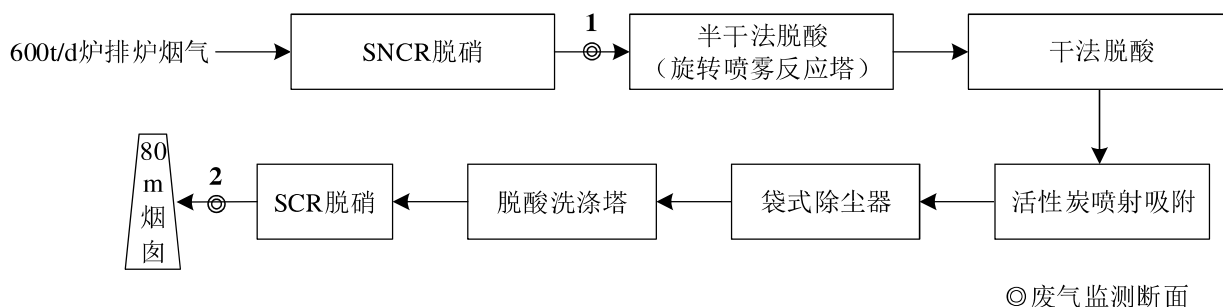 600t/d炉排炉烟气
SNCR脱硝
1
半干法脱酸
（旋转喷雾反应塔）
干法脱酸
80
m
烟
囱
2
SCR脱硝
脱酸洗涤塔
袋式除尘器
活性炭喷射吸附
◎废气监测断面